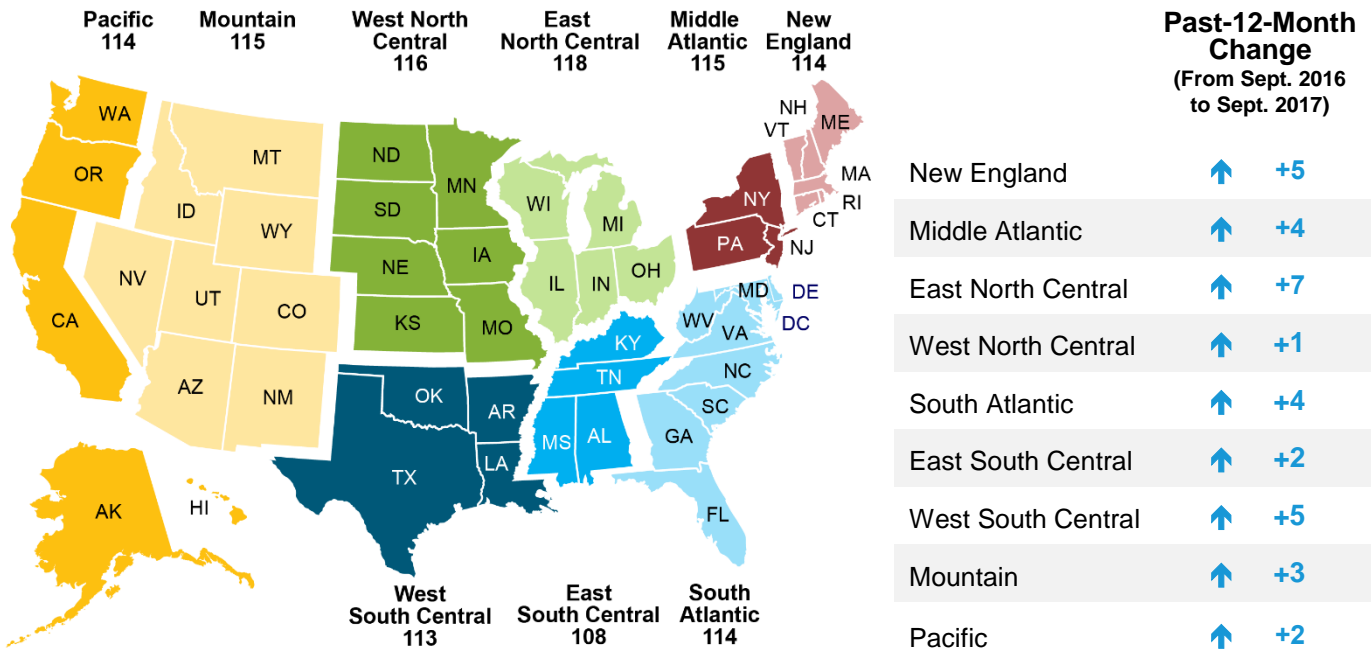 Pacific
114
Mountain
115
West North
Central
116
East
North Central
118
Middle
Atlantic
115
New
England
114
WA
OR
CA
AK
HI
MT
ID
WY
NV
UT
CO
AZ
NM
ND
SD
NE
KS
MN
IA
MO
WI
MI
IL
IN
OH
NH
VT
ME
MA
RI
CT
NY
PA
NJ
MD
DE
DC
WV
VA
NC
SC
GA
FL
KY
TN
MS
AL
OK
AR
TX
LA
West
South Central
113
East
South Central
108
South
Atlantic
114
Past-12-Month
Change
(From Sept. 2016
to Sept. 2017)
New England +5
Middle Atlantic +4
East North Central +7
West North Central +1
South Atlantic +4
East South Central +2
West South Central +5
Mountain +3
Pacific +2